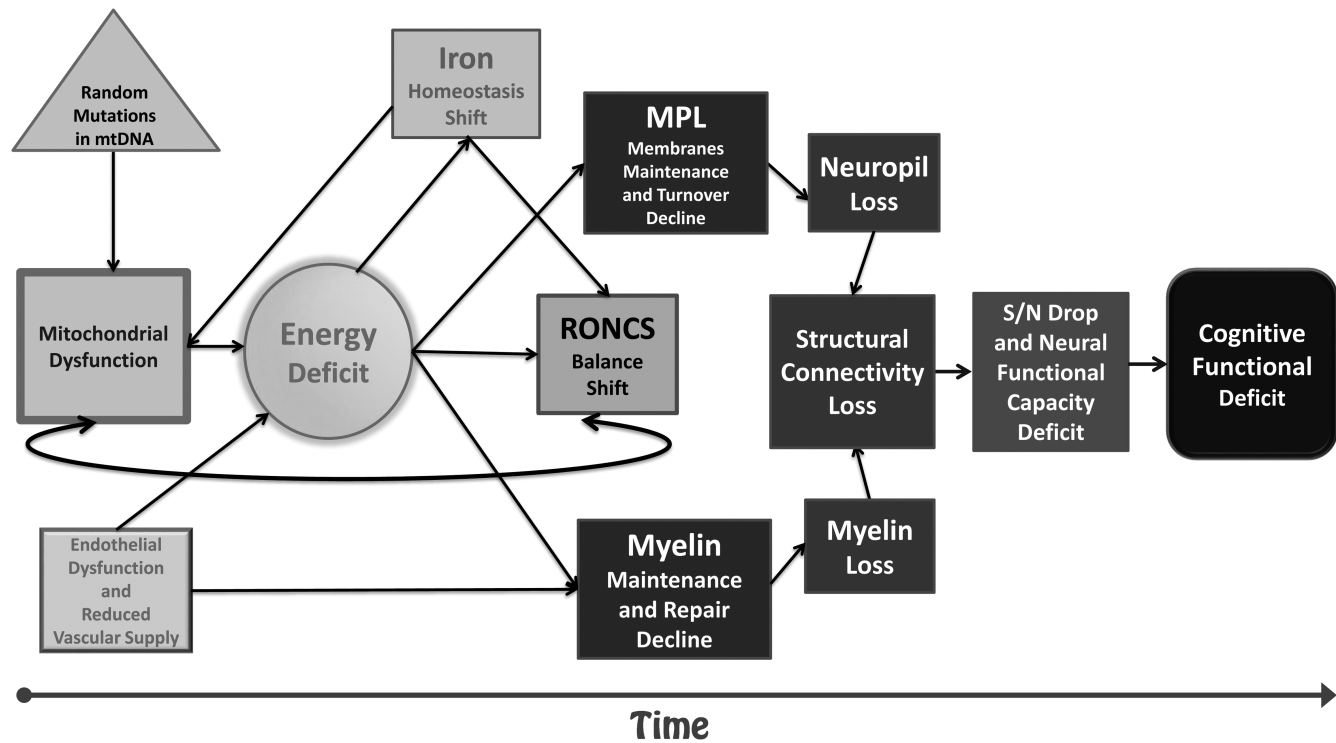 Random
Mutations
in mtDNA
Iron
Homeostasis
Shift
MPL
Membranes
Maintenance
and Turnover
Decline
Neuropil
Loss
Mitochondrial
Dysfunction
Energy
Deficit
RONCS
Balance
Shift
Structural
Connectivity
Loss
S/N Drop
and Neural
Functional
Capacity
Deficit
Cognitive
Functional
Deficit
Endothelial
Dysfunction
and
Reduced
Vascular Supply
Myelin
Maintenance
and Repair
Decline
Myelin
Loss
Time